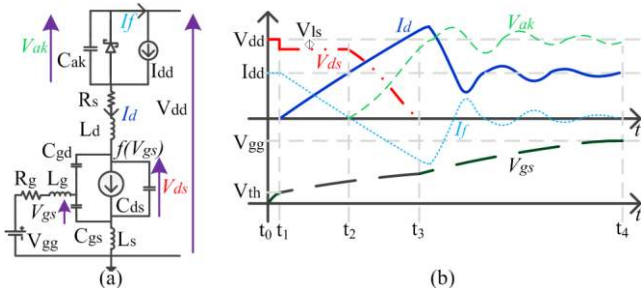 If
Vak
Cak
Idd
Rs
Vdd
Id
Ld
f(Vgs)
Cgd
Rg Lg
Vds
Vgs
Cds
Vgg
Cgs
Ls
(a)
Id
Vak
Vdd
Vls
Vds
Idd
t
If
Vgg
Vgs
Vth
t
t0 t1 t2 t3 t4
(b)